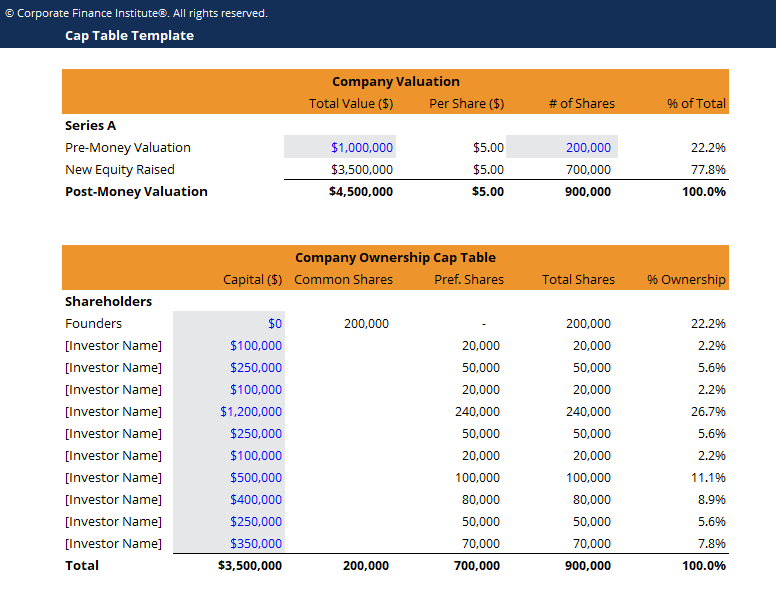 © Corporate Finance Institute®. All rights reserved.
Cap Table Template
Company Valuation
Total Value ($) Per Share ($) # of Shares % of Total
Series A
Pre-Money Valuation $1,000,000 $5.00 200,000 22.2%
New Equity Raised $3,500,000 $5.00 700,000 77.8%
Post-Money Valuation $4,500,000 $5.00 900,000 100.0%
Company Ownership Cap Table
Capital ($) Common Shares Pref. Shares Total Shares % Ownership
Shareholders
Founders $0 200,000 - 200,000 22.2%
[Investor Name] $100,000 20,000 20,000 2.2%
[Investor Name] $250,000 50,000 50,000 5.6%
[Investor Name] $100,000 20,000 20,000 2.2%
[Investor Name] $1,200,000 240,000 240,000 26.7%
[Investor Name] $250,000 50,000 50,000 5.6%
[Investor Name] $100,000 20,000 20,000 2.2%
[Investor Name] $500,000 100,000 100,000 11.1%
[Investor Name] $400,000 80,000 80,000 8.9%
[Investor Name] $250,000 50,000 50,000 5.6%
[Investor Name] $350,000 70,000 70,000 7.8%
Total $3,500,000 200,000 700,000 900,000 100.0%